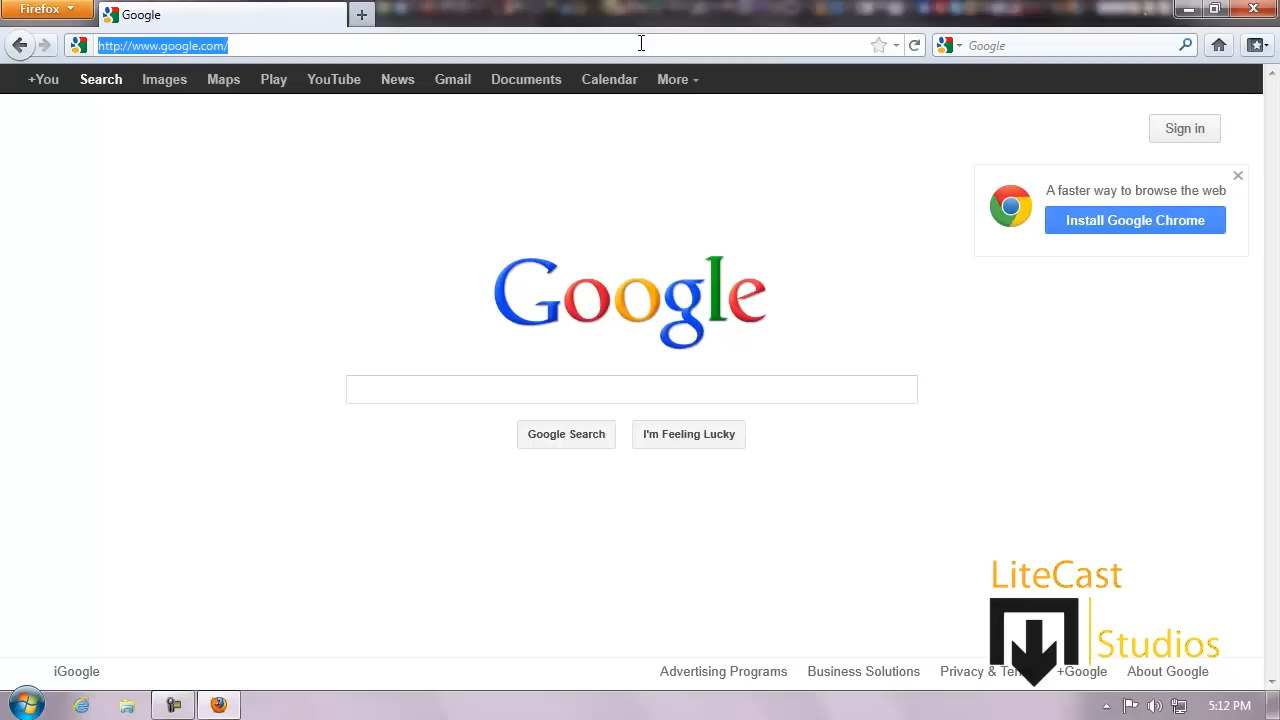 Firefox
Google
http://www.google.com/
Google
+You Search Images Maps Play YouTube News Gmail Documents Calendar More
Sign in
A faster way to browse the web
Install Google Chrome
Google
Google Search
I'm Feeling Lucky
LiteCast
Studios
iGoogle
Advertising Programs
Business Solutions
Privacy &
+Google
About Google
5:12 PM